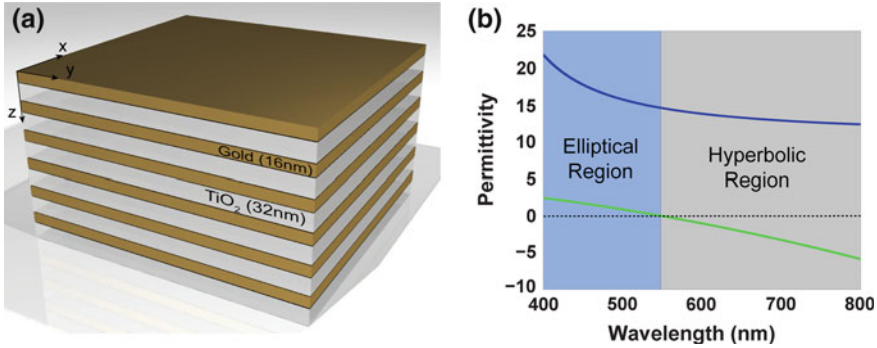 (a)
x
y
z
Gold (16nm)
TiO2 (32nm)
(b)
25
20
15
10
5
0
−5
−10
Permittivity
Elliptical
Region
Hyperbolic
Region
400
500
600
700
800
Wavelength (nm)